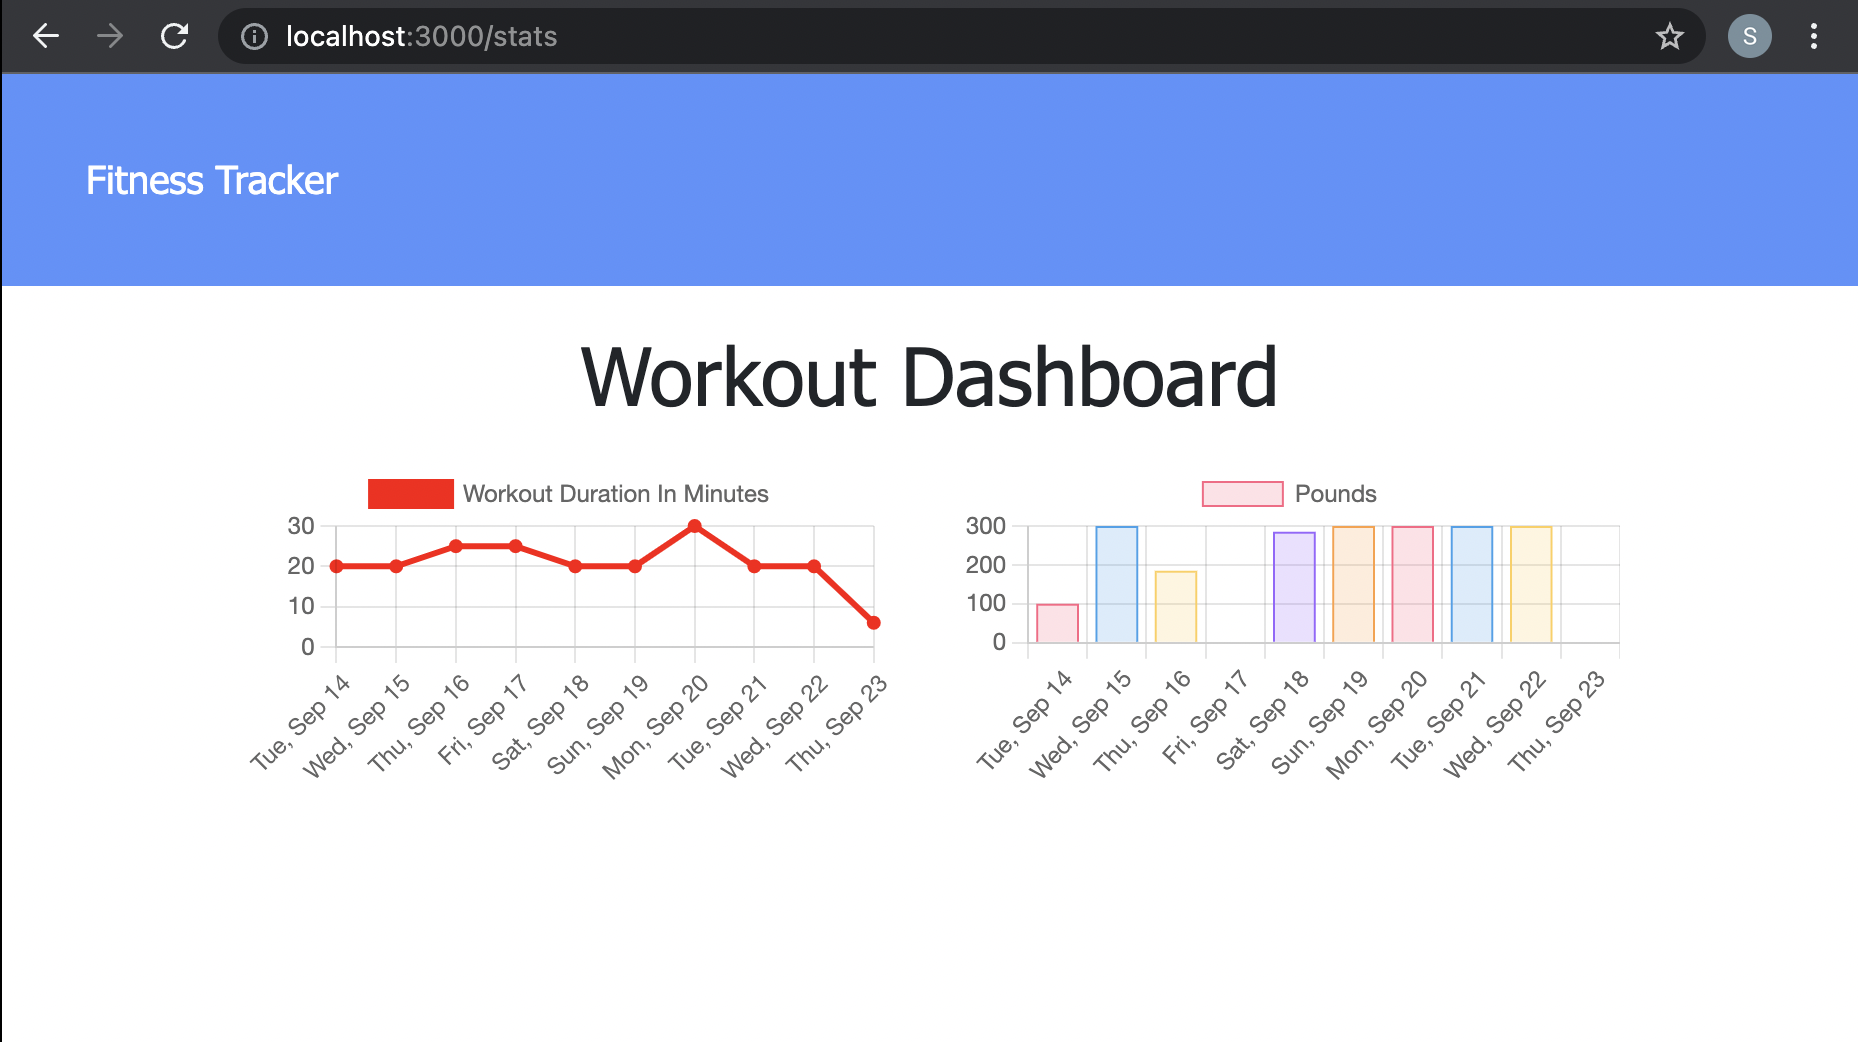 localhost:3000/stats
S
Fitness Tracker
Workout Dashboard
Workout Duration In Minutes
30
20
10
0
Tue, Sep 14
Wed, Sep 15
Thu, Sep 16
Fri, Sep 17
Sat, Sep 18
Sun, Sep 19
Mon, Sep 20
Tue, Sep 21
Wed, Sep 22
Thu, Sep 23
Pounds
300
200
100
0
Tue, Sep 14
Wed, Sep 15
Thu, Sep 16
Fri, Sep 17
Sat, Sep 18
Sun, Sep 19
Mon, Sep 20
Tue, Sep 21
Wed, Sep 22
Thu, Sep 23